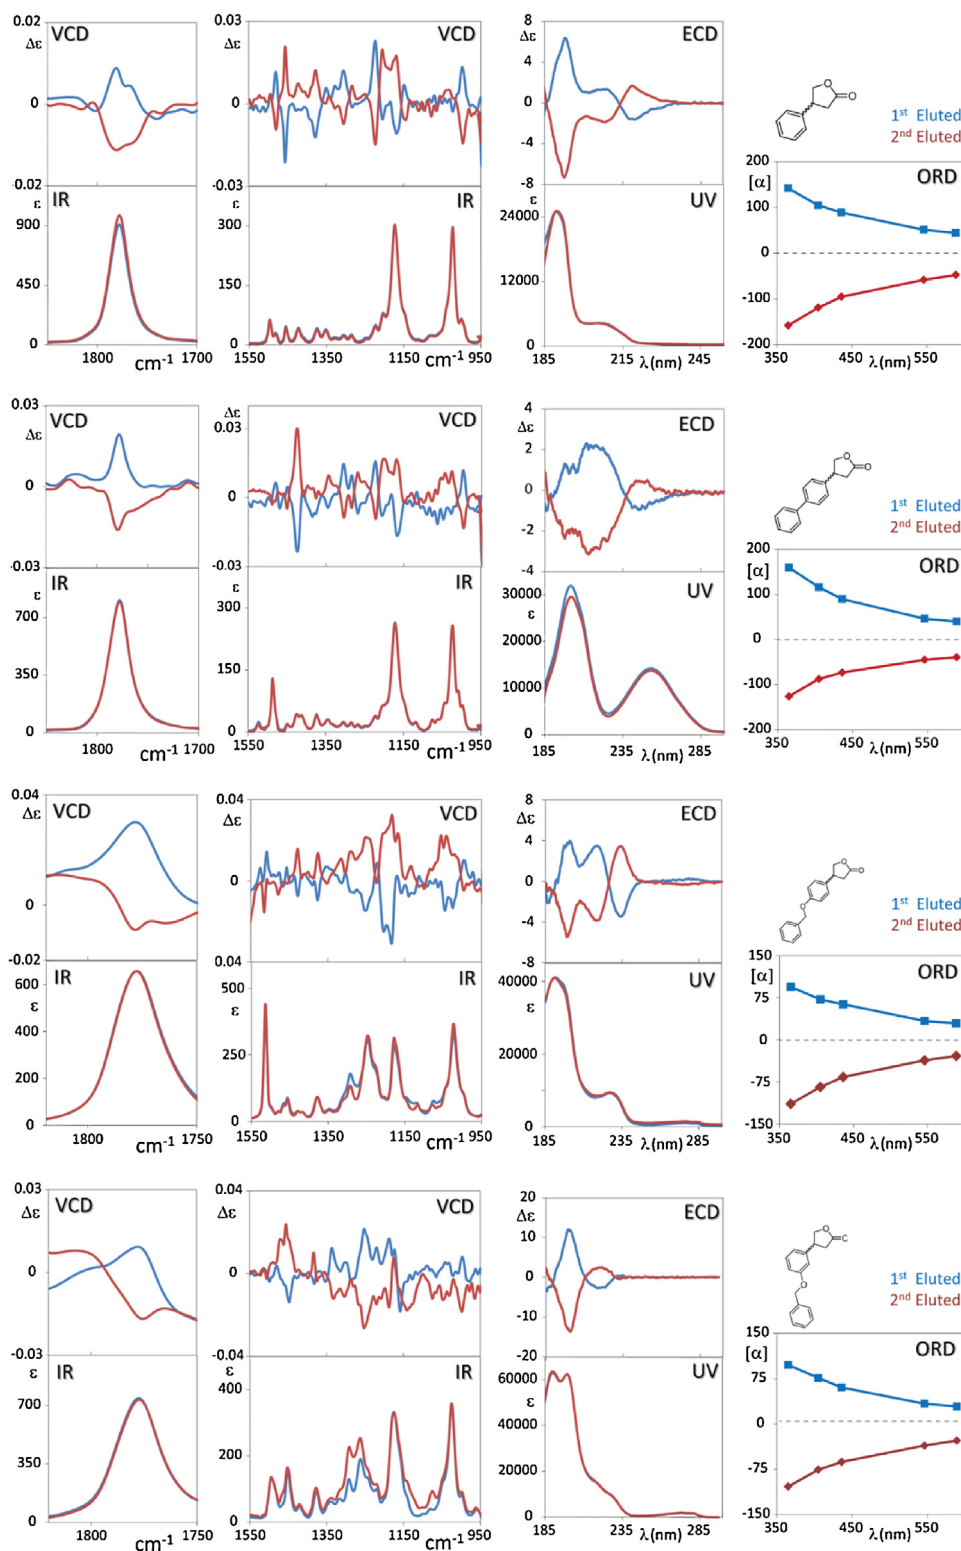 0.02
VCD
Δε
0
-0.02
0.03
VCD
Δε
0
-0.03
8
ECD
Δε
4
0
-4
-8
O
O
1st Eluted
2nd Eluted
ε
IR
900
450
0
1800
cm-1
1700
ε
IR
300
150
0
1550
1350
1150
cm-1
950
ε
UV
24000
12000
0
185
215
λ(nm)
245
200
[α]
ORD
100
0
-100
-200
350
450
λ(nm)
550
0.03
VCD
Δε
0
-0.03
Δε
VCD
0.03
0
-0.03
4
Δε
ECD
2
0
-2
-4
O
O
1st Eluted
2nd Eluted
ε
IR
700
350
0
1800
cm-1
1700
ε
IR
300
150
0
1550
1350
1150
cm-1
950
UV
30000
ε
20000
10000
0
185
235
λ(nm)
285
200
[α]
ORD
100
0
-100
-200
350
450
λ(nm)
550
0.04
Δε
VCD
0
-0.02
0.04
VCD
Δε
0
0.04
8
Δε
ECD
4
0
-4
-8
O
O
O
1st Eluted
2nd Eluted
600
IR
ε
400
200
0
1800
cm-1
1750
500
IR
ε
250
0
1550
1350
1150
cm-1
950
40000
UV
ε
20000
0
185
235
λ(nm)
285
150
[α]
ORD
75
0
-75
-150
350
450
λ(nm)
550
0.03
VCD
Δε
0
-0.03
0.04
VCD
Δε
0
-0.04
20
Δε
ECD
10
0
-10
-20
O
C
O
1st Eluted
2nd Eluted
ε
IR
700
350
0
1800
cm-1
1750
ε
IR
400
200
0
1550
1350
1150
cm-1
950
UV
60000
ε
40000
20000
0
185
235
λ(nm)
285
150
[α]
ORD
75
0
-75
-150
350
450
λ(nm)
550